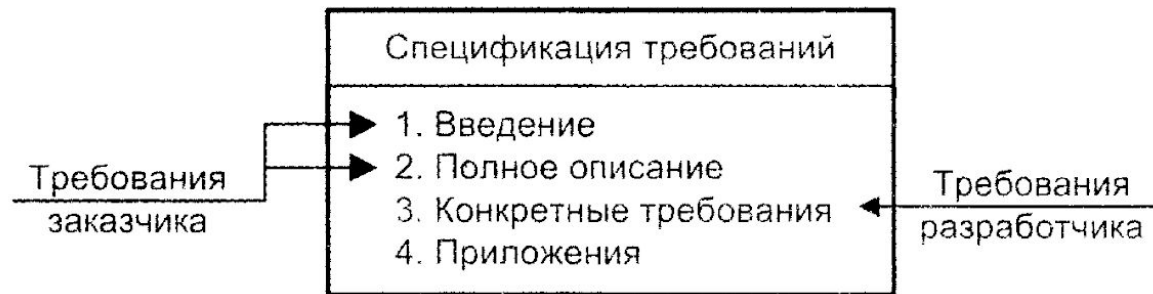 Спецификация требований
1. Введение
2. Полное описание
3. Конкретные требования
4. Приложения
Требования
заказчика
Требования
разработчика